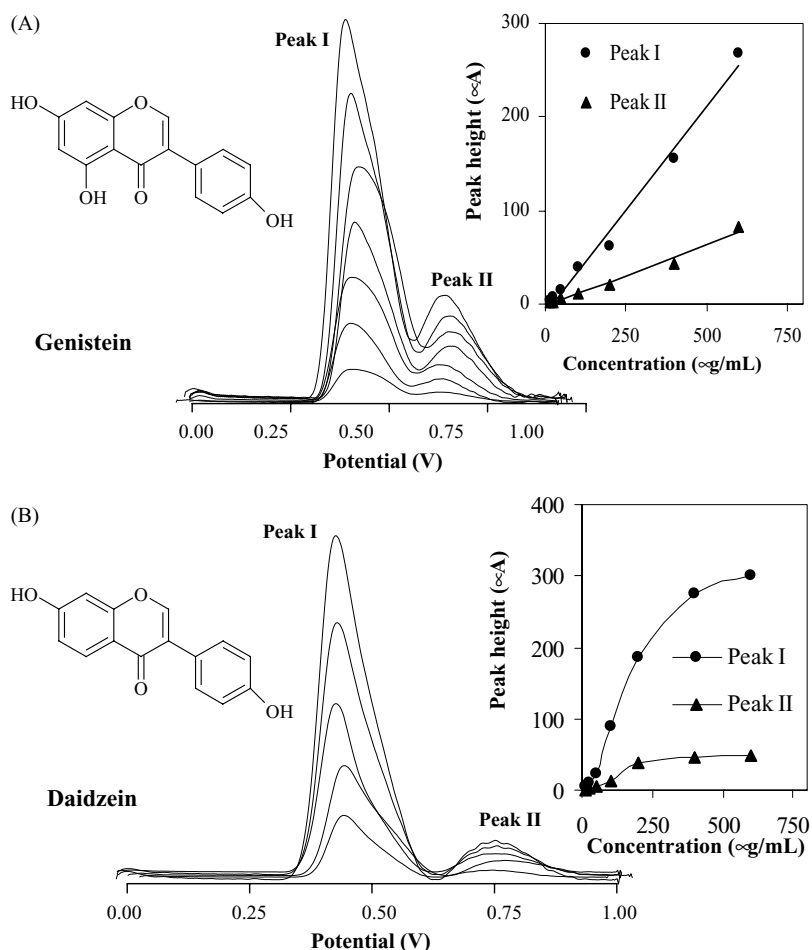 (A)
Peak I
HO
O
OH
O
OH
Genistein
Peak II
0.00 0.25 0.50 0.75 1.00
Potential (V)
300
200
100
0
Peak height (∝A)
Peak I
Peak II
0 250 500 750
Concentration (∝g/mL)
(B)
Peak I
HO
O
O
OH
Daidzein
Peak II
0.00 0.25 0.50 0.75 1.00
Potential (V)
400
300
200
100
0
Peak height (∝A)
Peak I
Peak II
0 250 500 750
Concentration (∝g/mL)